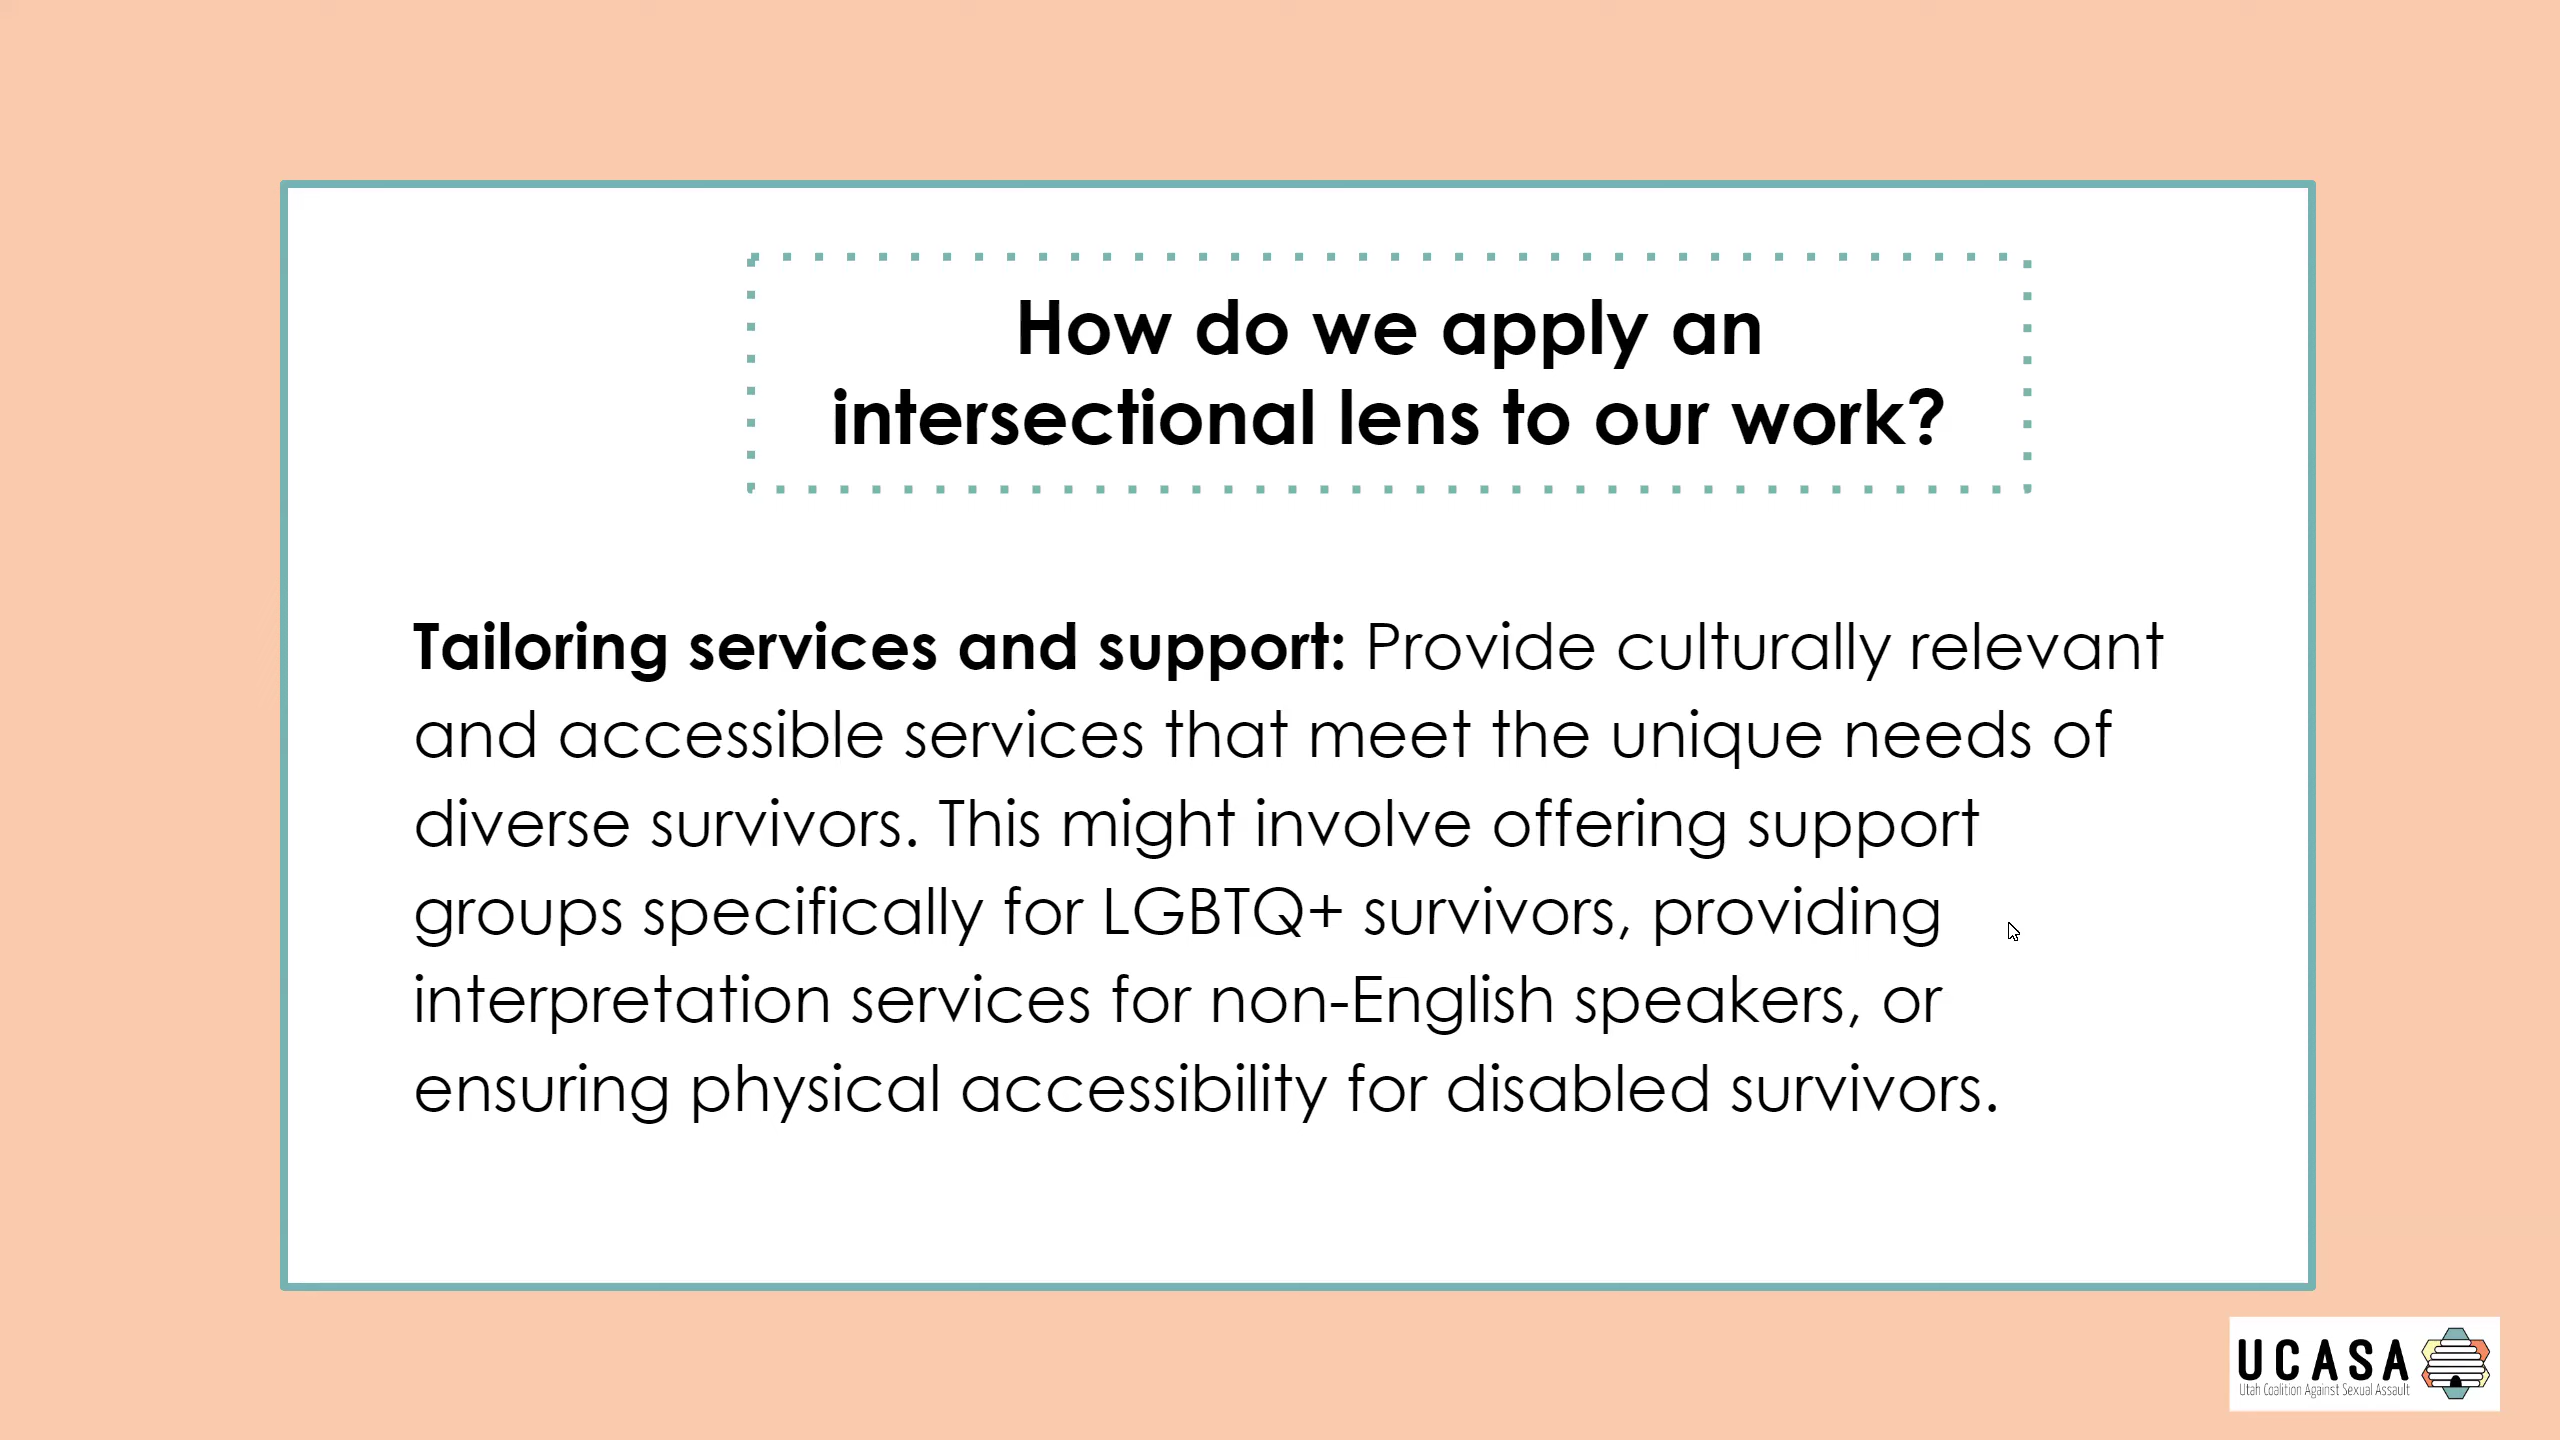 How do we apply an
intersectional lens to our work?
Tailoring services and support: Provide culturally relevant
and accessible services that meet the unique needs of
diverse survivors. This might involve offering support
groups specifically for LGBTQ+ survivors, providing
interpretation services for non-English speakers, or
ensuring physical accessibility for disabled survivors.
UCASA
Utah Coalition Against Sexual Assault